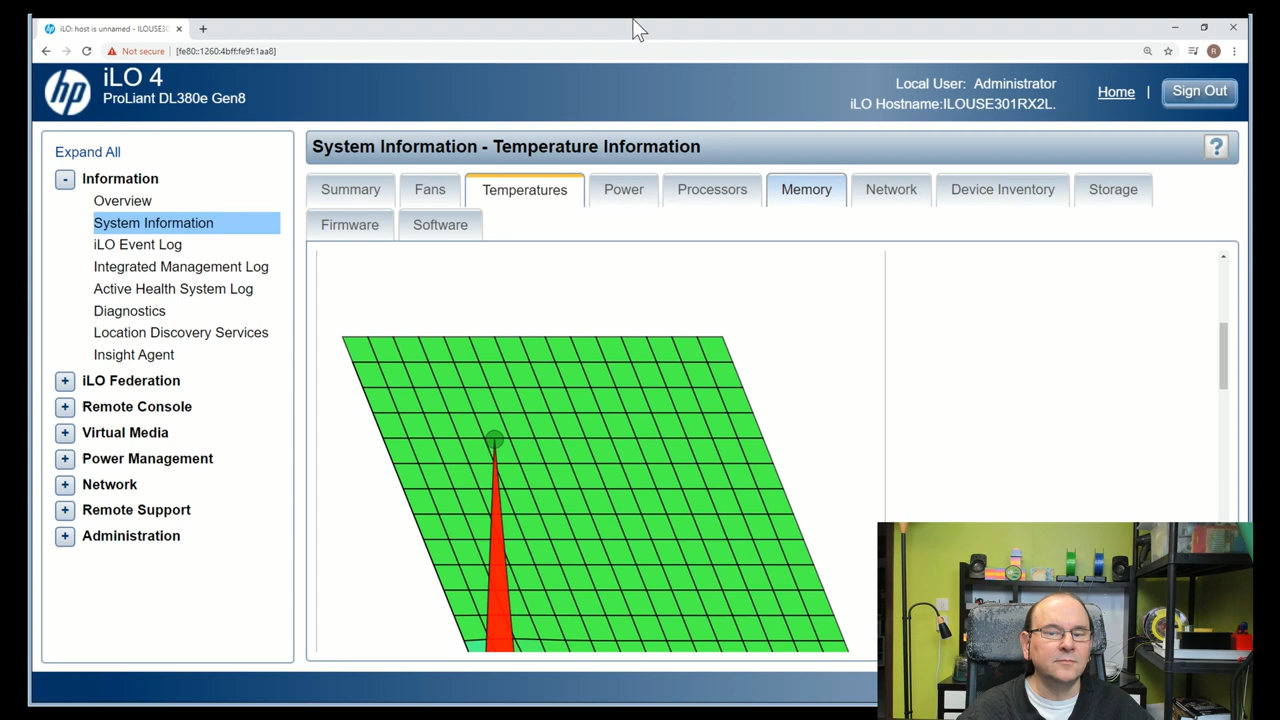 iLO: host is unnamed - ILOUSE30
Not secure | [fe80::1260:4bff:fe9f:1aa8]
R
hp
iLO 4
ProLiant DL380e Gen8
Local User: Administrator
iLO Hostname:ILOUSE301RX2L.
Home | Sign Out
Expand All
- Information
Overview
System Information
iLO Event Log
Integrated Management Log
Active Health System Log
Diagnostics
Location Discovery Services
Insight Agent
+ iLO Federation
+ Remote Console
+ Virtual Media
+ Power Management
+ Network
+ Remote Support
+ Administration
System Information - Temperature Information
?
Summary Fans Temperatures Power Processors Memory Network Device Inventory Storage
Firmware Software